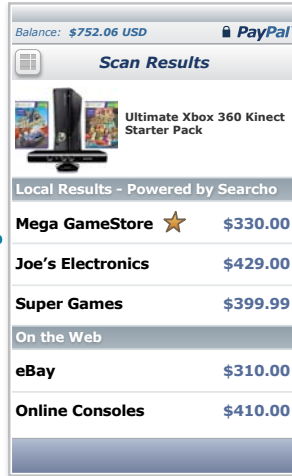 Balance: $752.06 USD PayPal
Scan Results
Ultimate Xbox 360 Kinect
Starter Pack
Local Results - Powered by Searcho
Mega GameStore $330.00
Joe's Electronics $429.00
Super Games $399.99
On the Web
eBay $310.00
Online Consoles $410.00